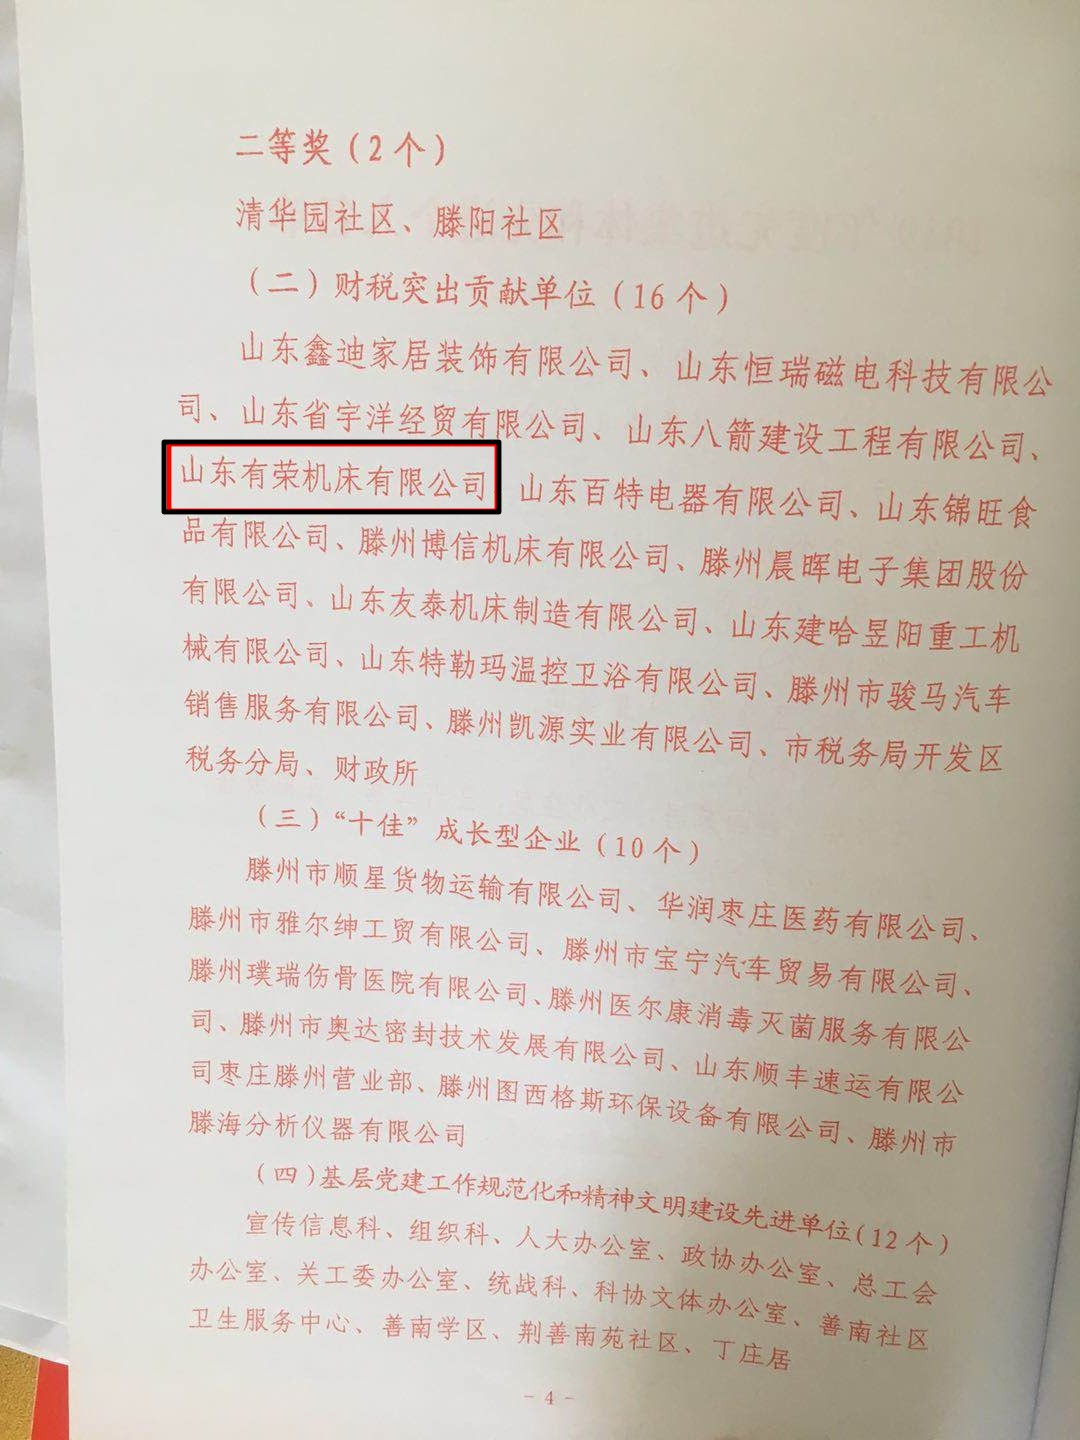 二等奖（2个）
清华园社区、滕阳社区
（二）财税突出贡献单位（16个）
山东鑫迪家居装饰有限公司、山东恒瑞磁电科技有限公
司、山东省宇洋经贸有限公司、山东八箭建设工程有限公司、
山东有荣机床有限公司 山东百特电器有限公司、山东锦旺食
品有限公司、滕州博信机床有限公司、滕州晨晖电子集团股份
有限公司、山东友泰机床制造有限公司、山东建哈昱阳重工机
械有限公司、山东特勒玛温控卫浴有限公司、滕州市骏马汽车
销售服务有限公司、滕州凯源实业有限公司、市税务局开发区
税务分局、财政所
（三）“十佳”成长型企业（10个）
滕州市顺星货物运输有限公司、华润枣庄医药有限公司、
滕州市雅尔绅工贸有限公司、滕州市宝宁汽车贸易有限公司、
滕州璞瑞伤骨医院有限公司、滕州医尔康消毒灭菌服务有限公
司、滕州市奥达密封技术发展有限公司、山东顺丰速运有限公
司枣庄滕州营业部、滕州图西格斯环保设备有限公司、滕州市
滕海分析仪器有限公司
（四）基层党建工作规范化和精神文明建设先进单位（12个）
宣传信息科、组织科、人大办公室、政协办公室、总工会
办公室、关工委办公室、统战科、科协文体办公室、善南社区
卫生服务中心、善南学区、荆善南苑社区、丁庄居
- 4 -